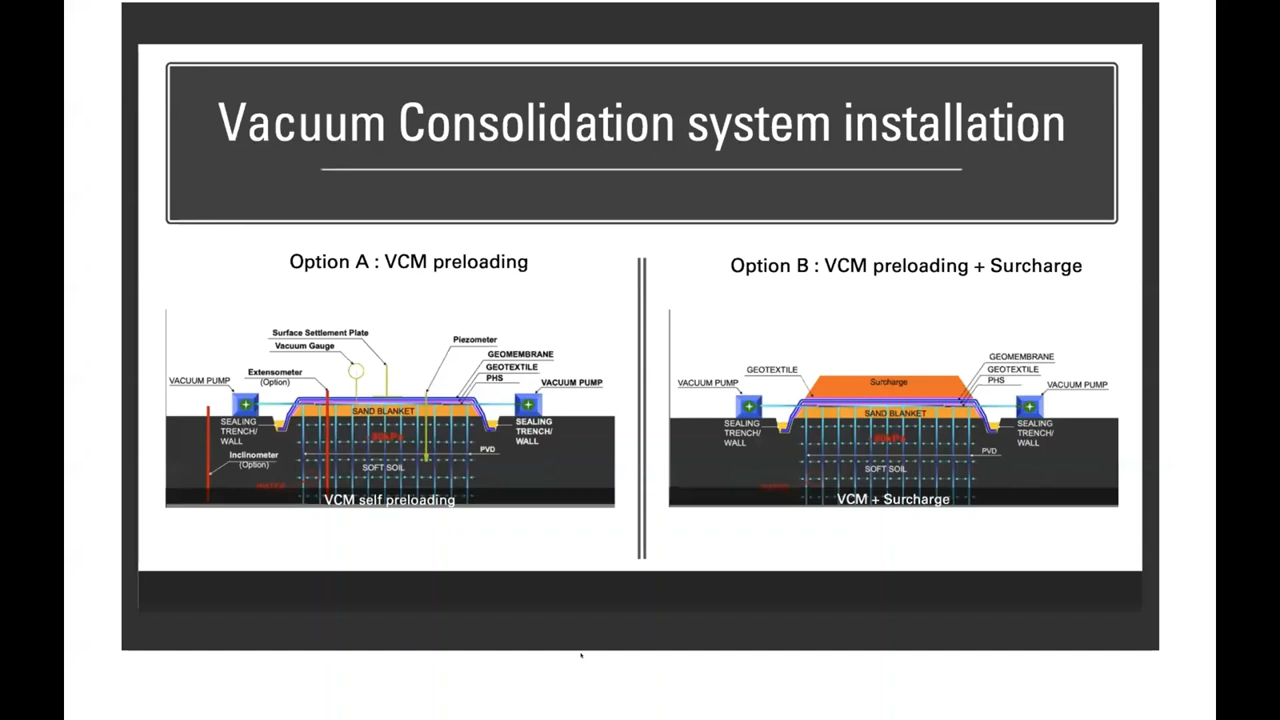 Vacuum Consolidation system installation
Option A : VCM preloading
Surface Settlement Plate
Vacuum Gauge
Piezometer
GEOMEMBRANE
GEOTEXTILE
PHS
Extensometer
(Option)
VACUUM PUMP
VACUUM PUMP
SAND BLANKET
SEALING
TRENCH/
WALL
SEALING
TRENCH/
WALL
Inclinometer
(Option)
PVD
SOFT SOIL
VCM self preloading
Option B : VCM preloading + Surcharge
GEOMEMBRANE
GEOTEXTILE
PHS
GEOTEXTILE
Surcharge
VACUUM PUMP
VACUUM PUMP
SAND BLANKET
SEALING
TRENCH/
WALL
SEALING
TRENCH/
WALL
PVD
SOFT SOIL
VCM + Surcharge